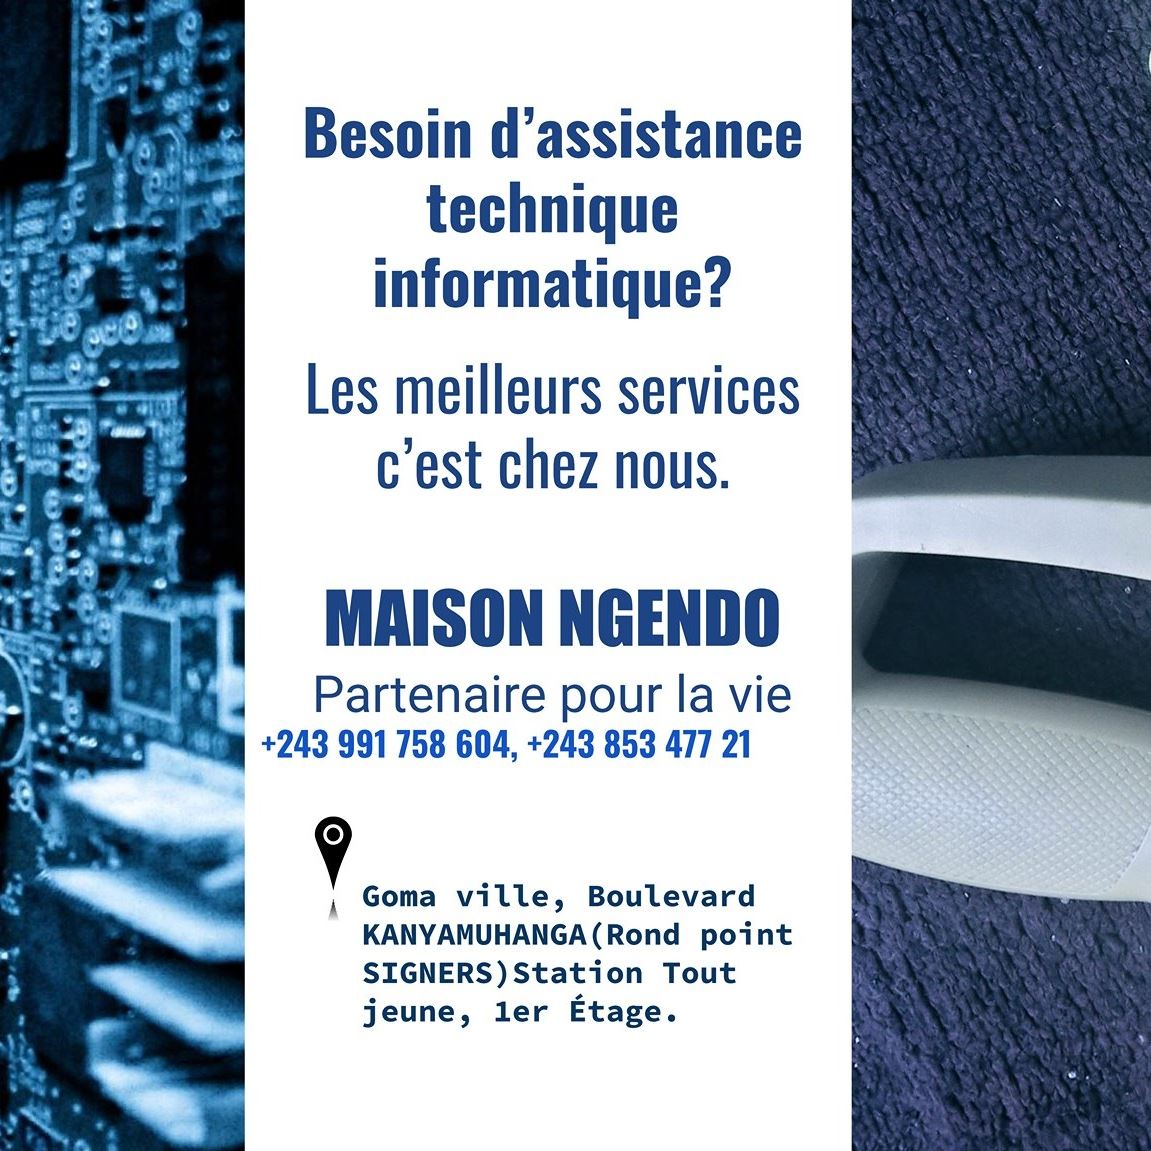 Besoin d’assistance
technique
informatique?
Les meilleurs services
c’est chez nous.
MAISON NGENDO
Partenaire pour la vie
+243 991 758 604, +243 853 477 21
Goma ville, Boulevard
KANYAMUHANGA(Rond point
SIGNERS)Station Tout
jeune, 1er Étage.